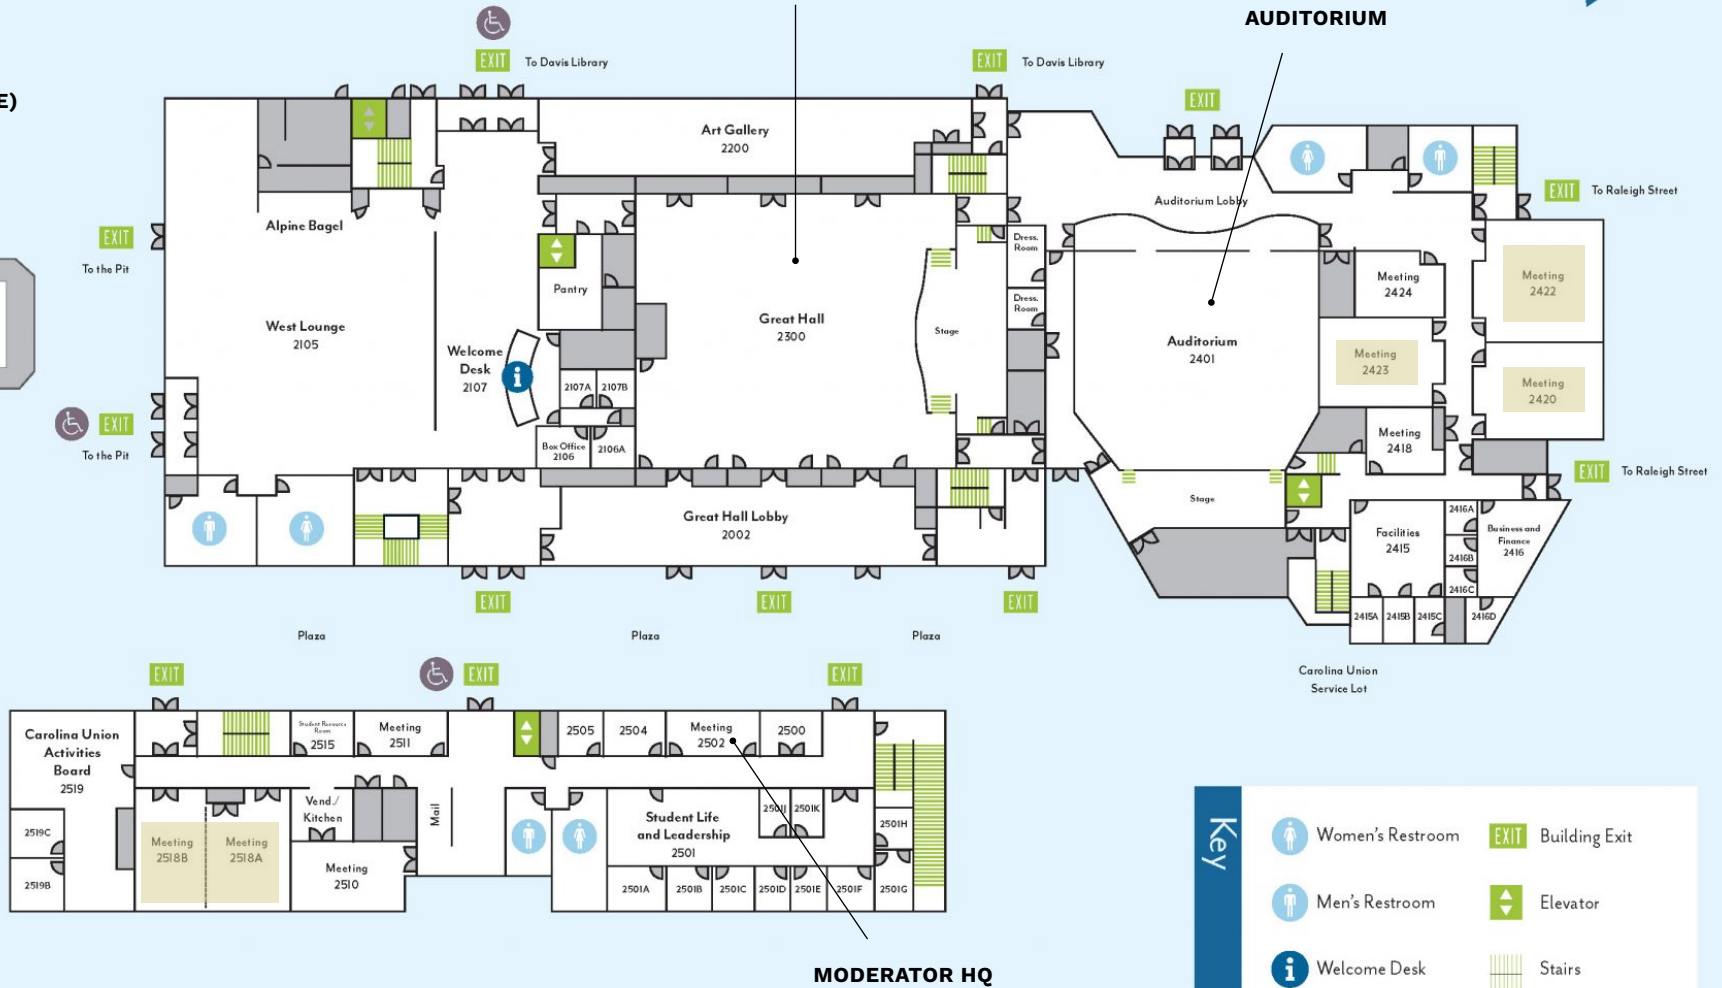 AUDITORIUM
EXIT To Davis Library
EXIT To Davis Library
E)
EXIT
Art Gallery
2200
EXIT To Raleigh Street
Auditorium Lobby
Alpine Bagel
EXIT
To the Pit
Dress.
Room
Meeting
2424
Meeting
2422
Pantry
Dress.
Room
West Lounge
2105
Great Hall
2300
Stage
Auditorium
2401
Welcome
Desk
2107
Meeting
2423
2107A 2107B
Meeting
2420
EXIT
To the Pit
Box Office
2106
2106A
Meeting
2418
EXIT To Raleigh Street
Stage
Great Hall Lobby
2002
Facilities
2415
2416A
Business and
Finance
2416
2416B
2416C
EXIT
EXIT
EXIT
2415A 2415B 2415C 2416D
Plaza
Plaza
Plaza
Carolina Union
Service Lot
EXIT
EXIT
EXIT
Carolina Union
Activities
Board
2519
Student Resource
Room
2515
Meeting
2511
2505
2504
Meeting
2502
2500
Vend./
Kitchen
Mail
2501J 2501K
Student Life
and Leadership
2501
2501H
2519C
Meeting
2518B
Meeting
2518A
Meeting
2510
2519B
2501A 2501B 2501C 2501D 2501E 2501F 2501G
MODERATOR HQ
Key
Women's Restroom
EXIT Building Exit
Men's Restroom
Elevator
i Welcome Desk
Stairs